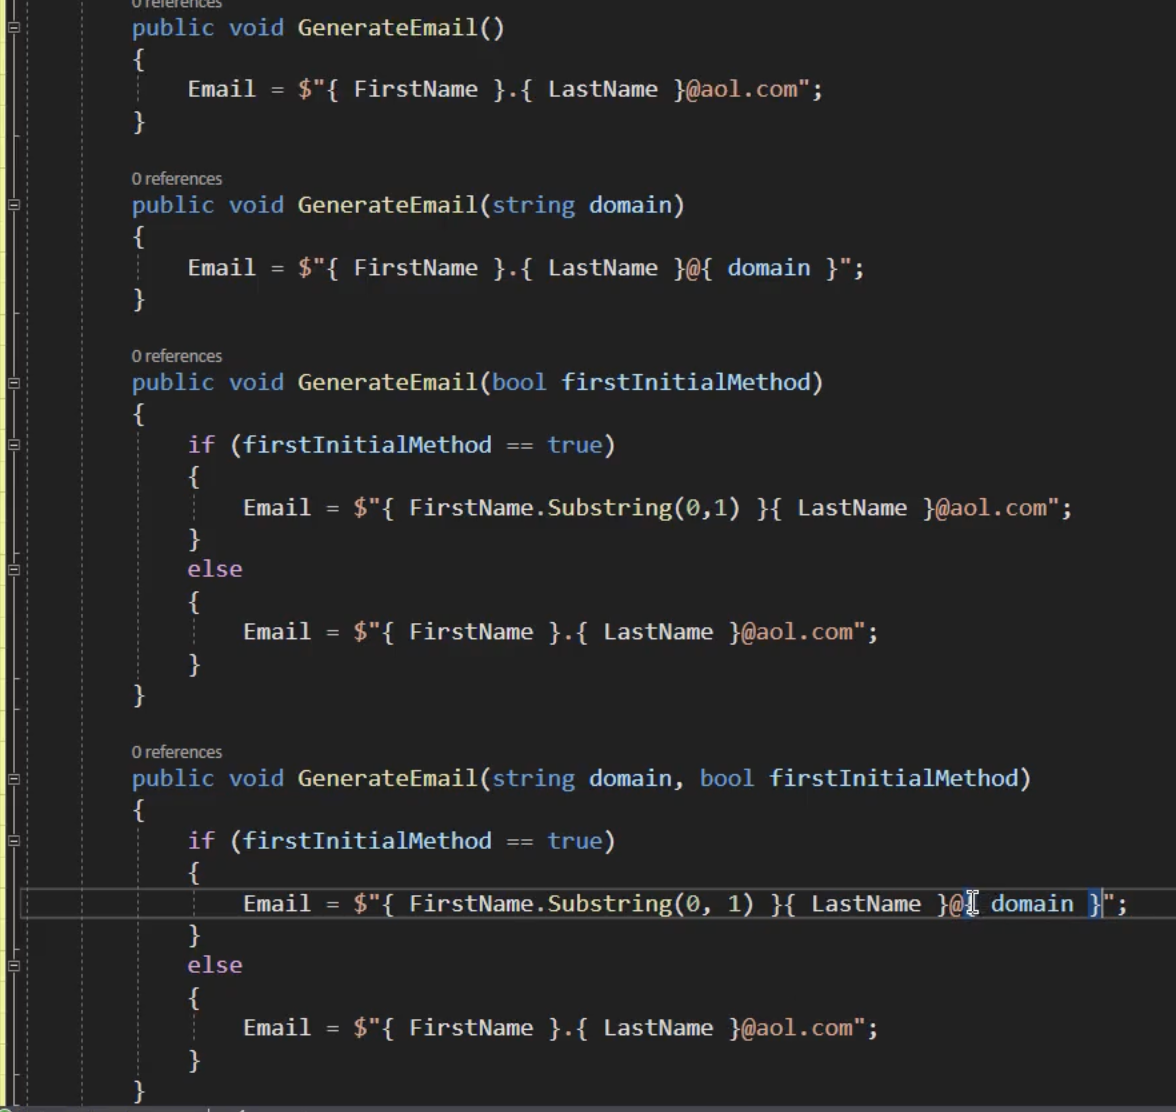 0 references
public void GenerateEmail()
{
Email = $"{ FirstName }.{ LastName }@aol.com";
}
0 references
public void GenerateEmail(string domain)
{
Email = $"{ FirstName }.{ LastName }@{ domain }";
}
0 references
public void GenerateEmail(bool firstInitialMethod)
{
if (firstInitialMethod == true)
{
Email = $"{ FirstName.Substring(0,1) }{ LastName }@aol.com";
}
else
{
Email = $"{ FirstName }.{ LastName }@aol.com";
}
}
0 references
public void GenerateEmail(string domain, bool firstInitialMethod)
{
if (firstInitialMethod == true)
{
Email = $"{ FirstName.Substring(0, 1) }{ LastName }@{ domain }";
}
else
{
Email = $"{ FirstName }.{ LastName }@aol.com";
}
}